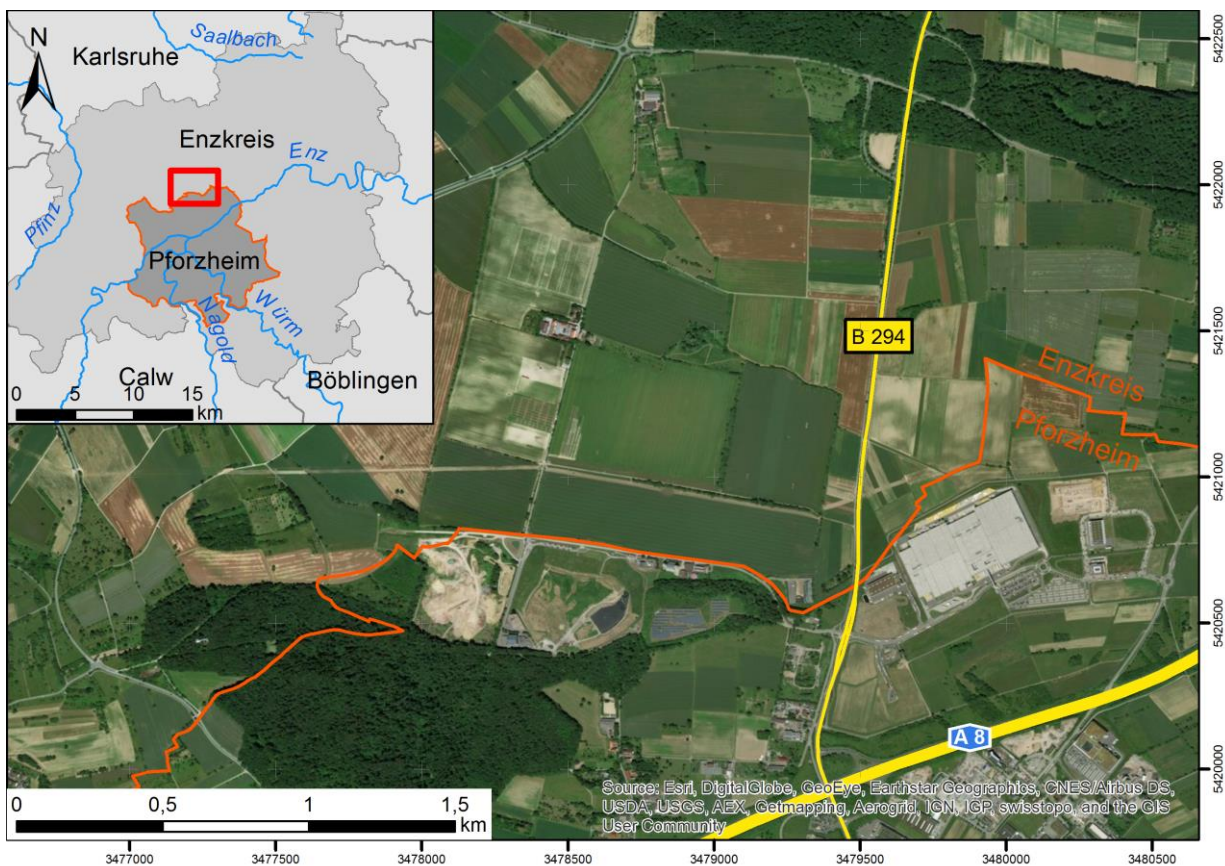 N
Karlsruhe
Saalbach
Enzkreis
Enz
Pfinz
Pforzheim
Würm
Nagold
Calw
Böblingen
0 5 10 15
km
B 294
Enzkreis
Pforzheim
A 8
Source: Esri, DigitalGlobe, GeoEye, Earthstar Geographics, CNES/Airbus DS,
USDA, USGS, AEX, Getmapping, Aerogrid, IGN, IGP, swisstopo, and the GIS
User Community
0 0,5 1 1,5
km
5422500
5422000
5421500
5421000
5420500
5420000
3477000 3477500 3478000 3478500 3479000 3479500 3480000 3480500